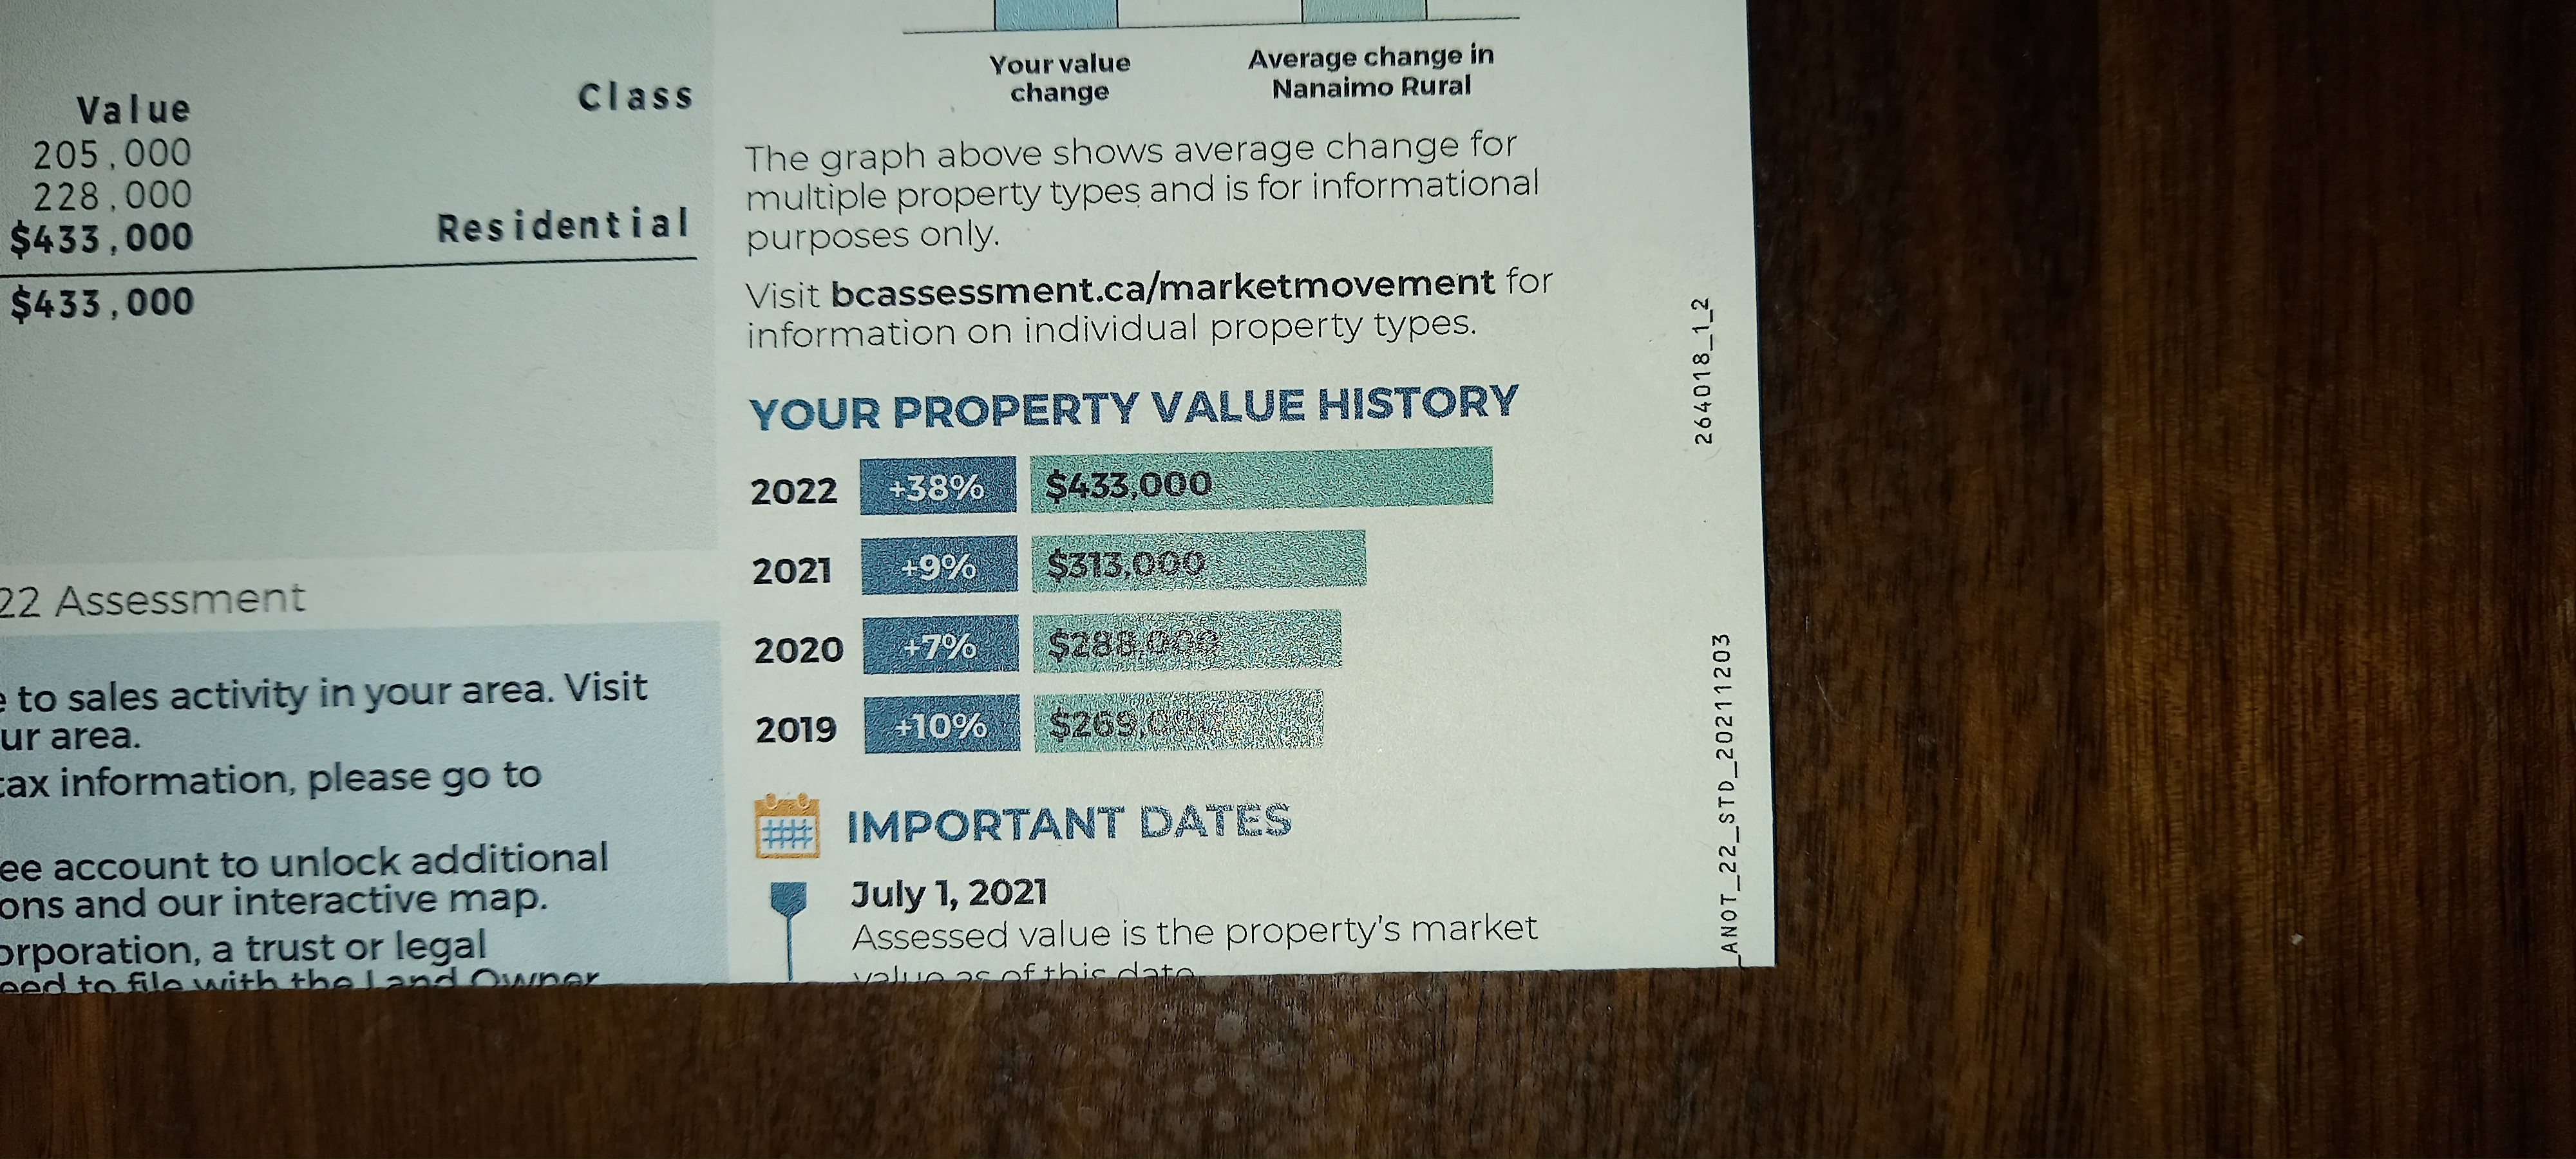 Value
Class
205,000
228,000
$433,000
Residential
$433,000
22 Assessment
to sales activity in your area. Visit
ur area.
tax information, please go to
ee account to unlock additional
ons and our interactive map.
orporation, a trust or legal
eed to file with the Land Owner
Your value
change
Average change in
Nanaimo Rural
The graph above shows average change for
multiple property types and is for informational
purposes only.
Visit bcassessment.ca/marketmovement for
information on individual property types.
YOUR PROPERTY VALUE HISTORY
2022 +38% $433,000
2021 +9% $313,000
2020 +7% $288,000
2019 +10% $269,000
IMPORTANT DATES
July 1, 2021
Assessed value is the property's market
value as of this date
264018_1_2
_ANOT_22_STD_20211203